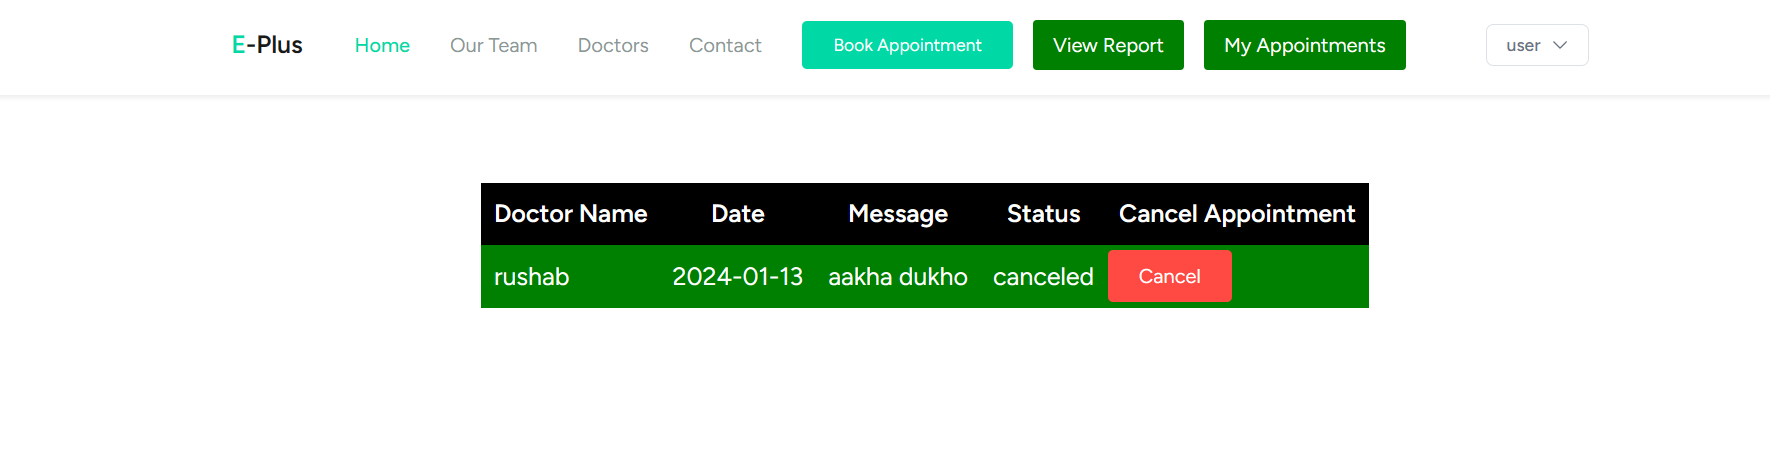 E-Plus Home Our Team Doctors Contact Book Appointment View Report My Appointments user
Doctor Name Date Message Status Cancel Appointment
rushab 2024-01-13 aakha dukho canceled Cancel